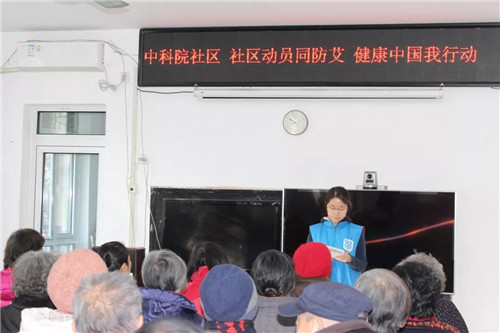 中科院社区 社区动员同防艾 健康中国我行动